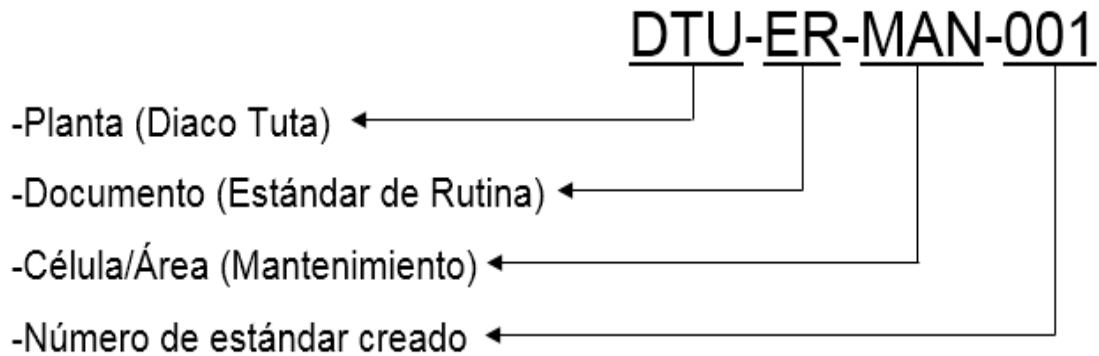 DTU-ER-MAN-001
-Planta (Diaco Tuta)
-Documento (Estándar de Rutina)
-Célula/Área (Mantenimiento)
-Número de estándar creado